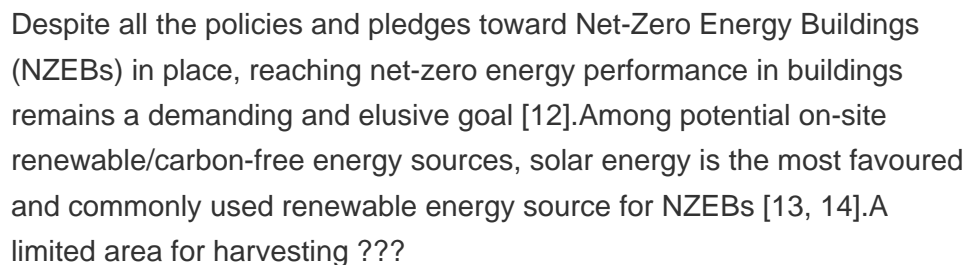 Despite all the policies and pledges toward Net-Zero Energy Buildings
(NZEBs) in place, reaching net-zero energy performance in buildings
remains a demanding and elusive goal [12].Among potential on-site
renewable/carbon-free energy sources, solar energy is the most favoured
and commonly used renewable energy source for NZEBs [13, 14].A
limited area for harvesting ???